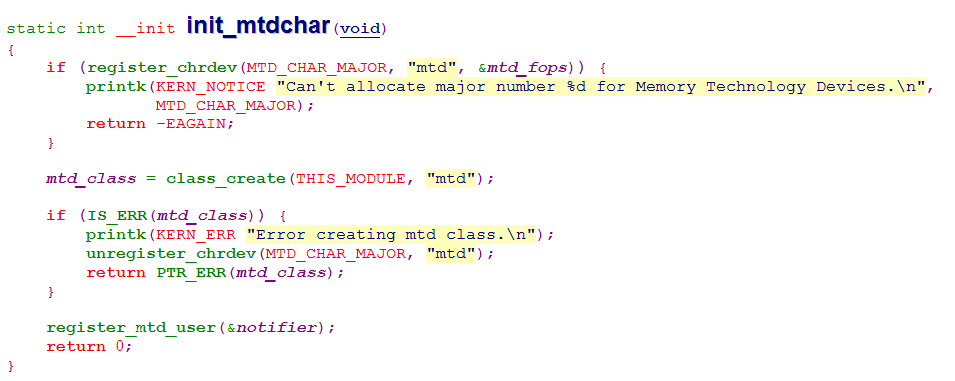 static int __init init_mtdchar(void)
{
    if (register_chrdev(MTD_CHAR_MAJOR, "mtd", &mtd_fops)) {
        printk(KERN_NOTICE "Can't allocate major number %d for Memory Technology Devices.\n",
               MTD_CHAR_MAJOR);
        return -EAGAIN;
    }

    mtd_class = class_create(THIS_MODULE, "mtd");

    if (IS_ERR(mtd_class)) {
        printk(KERN_ERR "Error creating mtd class.\n");
        unregister_chrdev(MTD_CHAR_MAJOR, "mtd");
        return PTR_ERR(mtd_class);
    }

    register_mtd_user(&notifier);
    return 0;
}